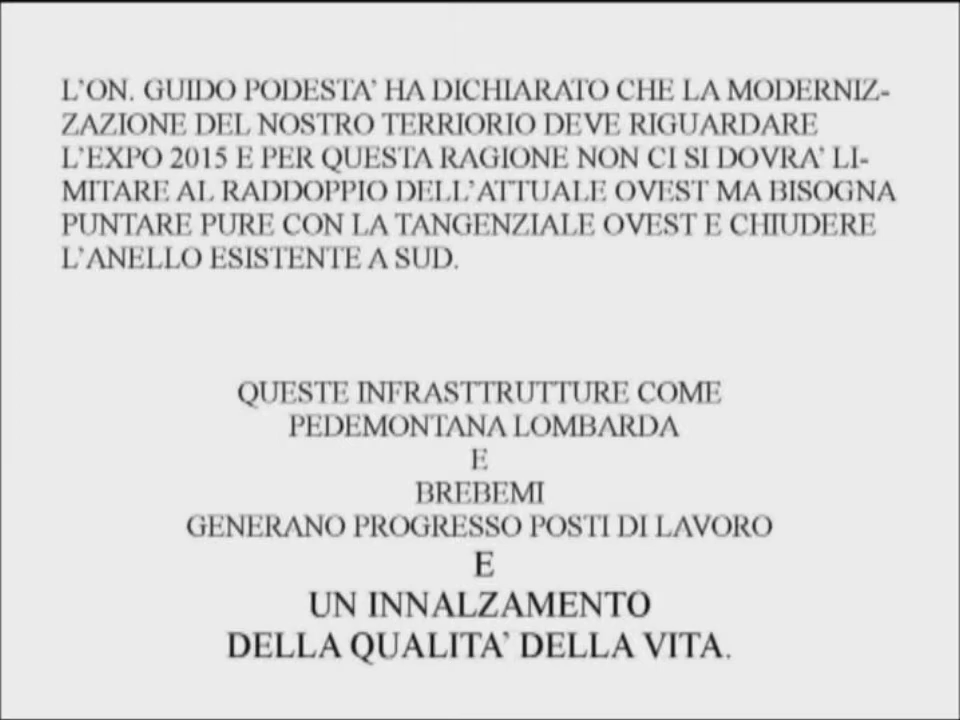 L'ON. GUIDO PODESTA' HA DICHIARATO CHE LA MODERNIZ-
ZAZIONE DEL NOSTRO TERRIORIO DEVE RIGUARDARE
L'EXPO 2015 E PER QUESTA RAGIONE NON CI SI DOVRA' LI-
MITARE AL RADDOPPIO DELL'ATTUALE OVEST MA BISOGNA
PUNTARE PURE CON LA TANGENZIALE OVEST E CHIUDERE
L'ANELLO ESISTENTE A SUD.
QUESTE INFRASTTRUTTURE COME
PEDEMONTANA LOMBARDA
E
BREBEMI
GENERANO PROGRESSO POSTI DI LAVORO
E
UN INNALZAMENTO
DELLA QUALITA' DELLA VITA.